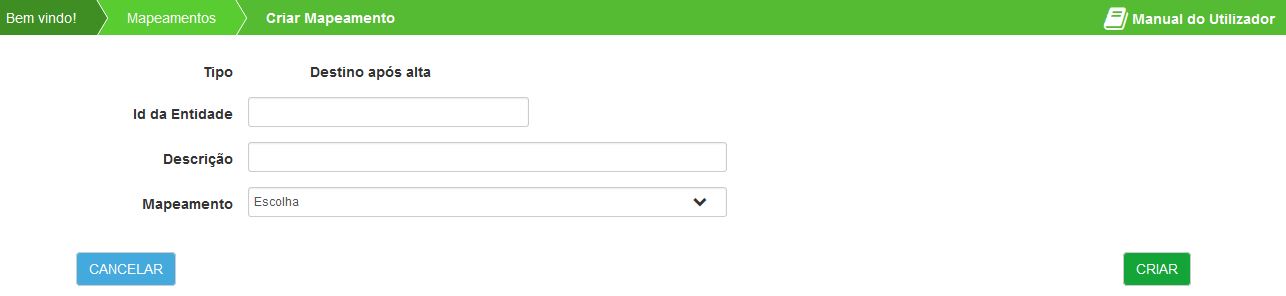 Bem vindo! Mapeamentos Criar Mapeamento Manual do Utilizador
Tipo Destino após alta
Id da Entidade
Descrição
Mapeamento Escolha
CANCELAR CRIAR